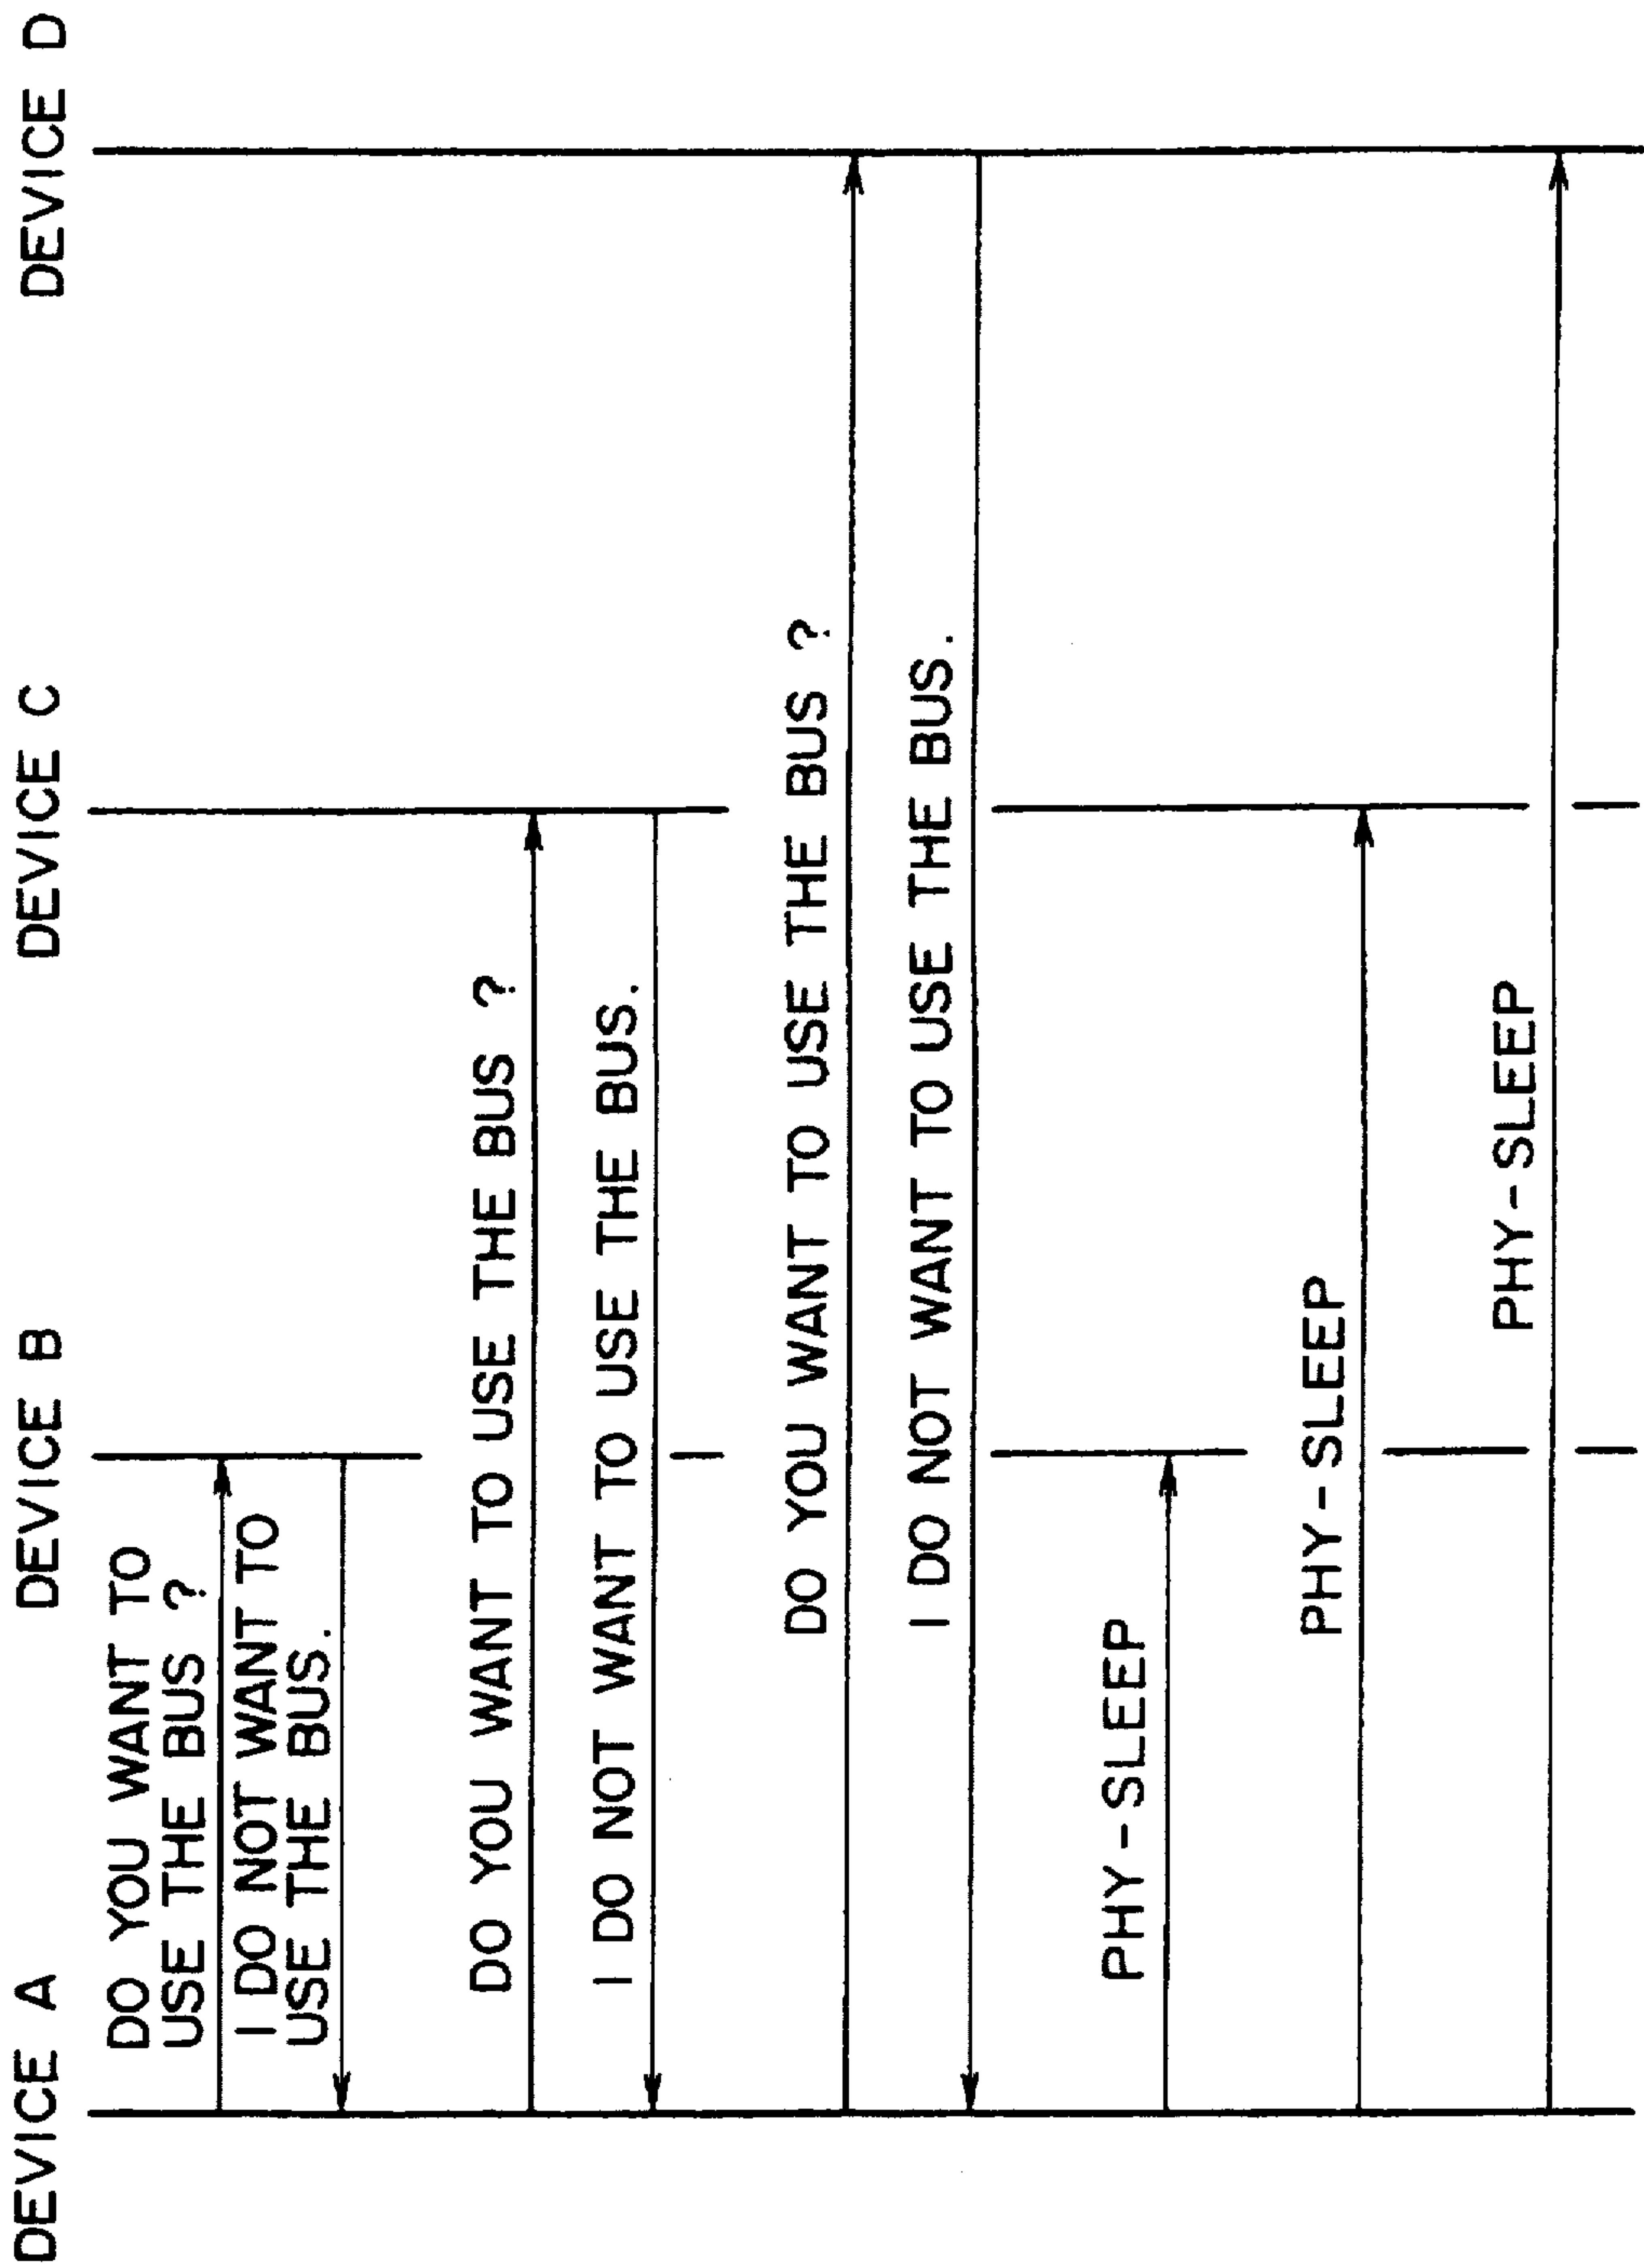 DEVICE A
DEVICE B
DEVICE C
DEVICE D
DO YOU WANT TO
USE THE BUS ?
I DO NOT WANT TO
USE THE BUS.
DO YOU WANT TO USE THE BUS ?
I DO NOT WANT TO USE THE BUS.
DO YOU WANT TO USE THE BUS ?
I DO NOT WANT TO USE THE BUS.
PHY-SLEEP
PHY-SLEEP
PHY-SLEEP